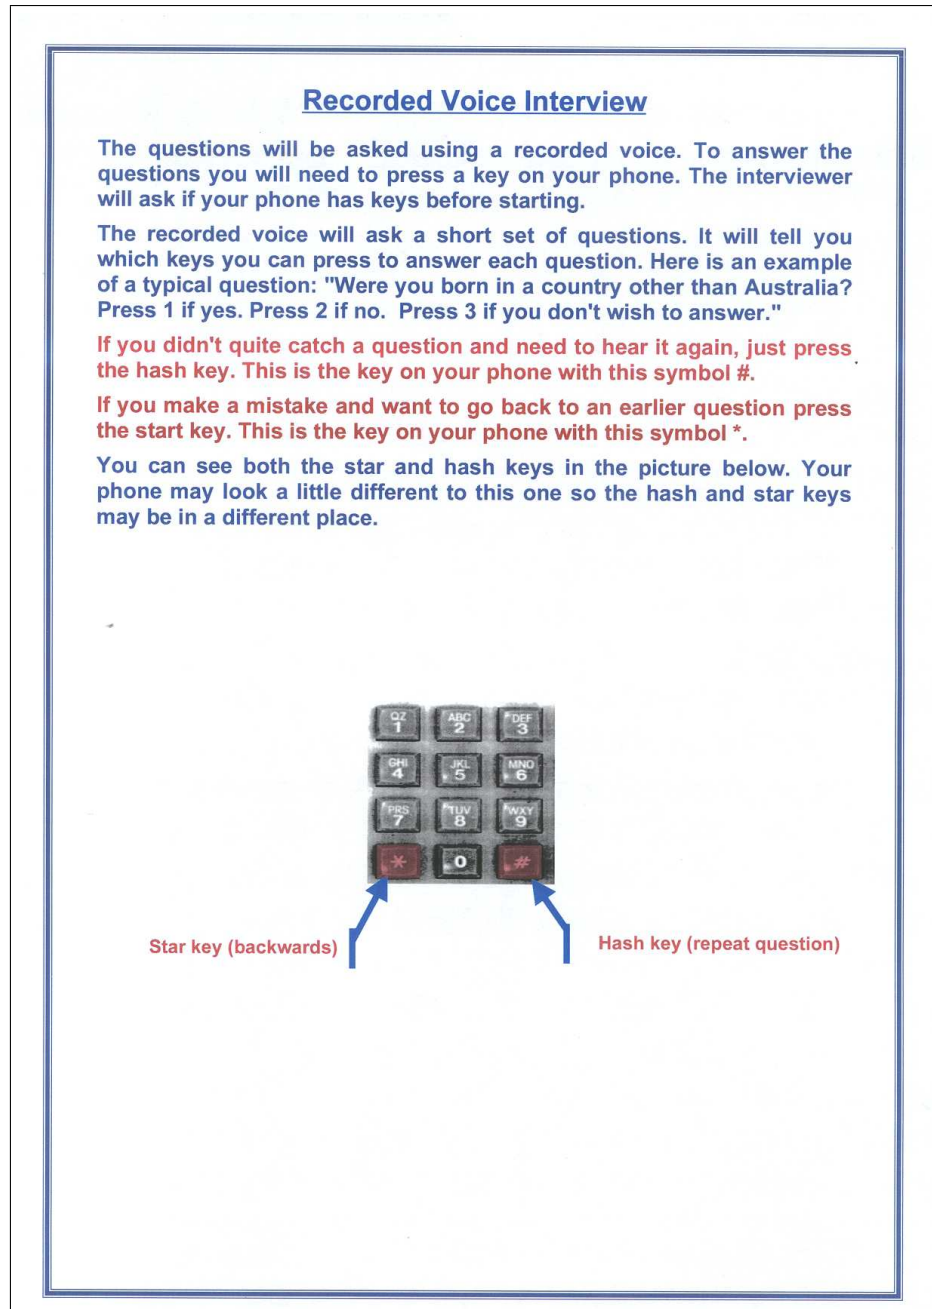 Recorded Voice Interview
The questions will be asked using a recorded voice. To answer the
questions you will need to press a key on your phone. The interviewer
will ask if your phone has keys before starting.
The recorded voice will ask a short set of questions. It will tell you
which keys you can press to answer each question. Here is an example
of a typical question: "Were you born in a country other than Australia?
Press 1 if yes. Press 2 if no.  Press 3 if you don't wish to answer."
If you didn't quite catch a question and need to hear it again, just press
the hash key. This is the key on your phone with this symbol #.
If you make a mistake and want to go back to an earlier question press
the start key. This is the key on your phone with this symbol *.
You can see both the star and hash keys in the picture below. Your
phone may look a little different to this one so the hash and star keys
may be in a different place.
QZ ABC DEF
1 2 3
GHI JKL MNO
4 5 6
PRS TUV WXY
7 8 9
* 0 #
Star key (backwards) Hash key (repeat question)